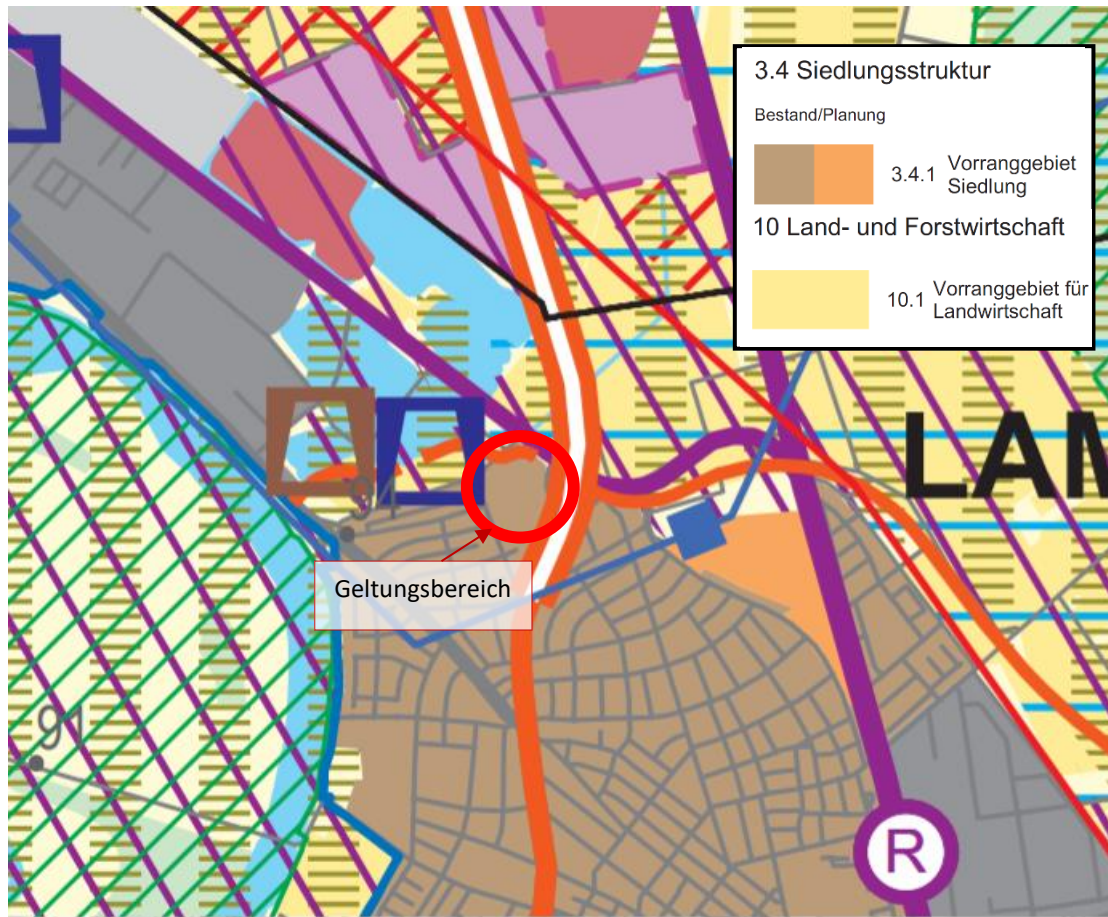 3.4 Siedlungsstruktur
Bestand/Planung
3.4.1 Vorranggebiet
Siedlung
10 Land- und Forstwirtschaft
10.1 Vorranggebiet für
Landwirtschaft
LAM
91
Geltungsbereich
91
R